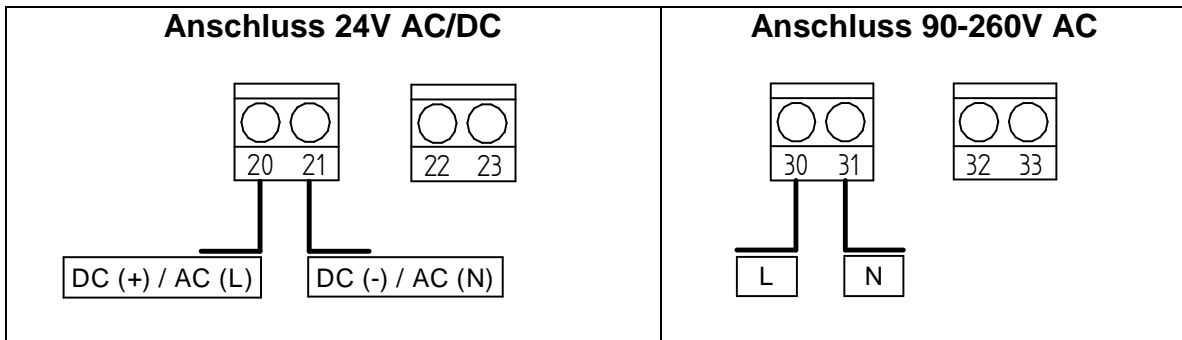 Anschluss 24V AC/DC
20 21
22 23
DC (+) / AC (L)
DC (-) / AC (N)
Anschluss 90-260V AC
30 31
32 33
L
N